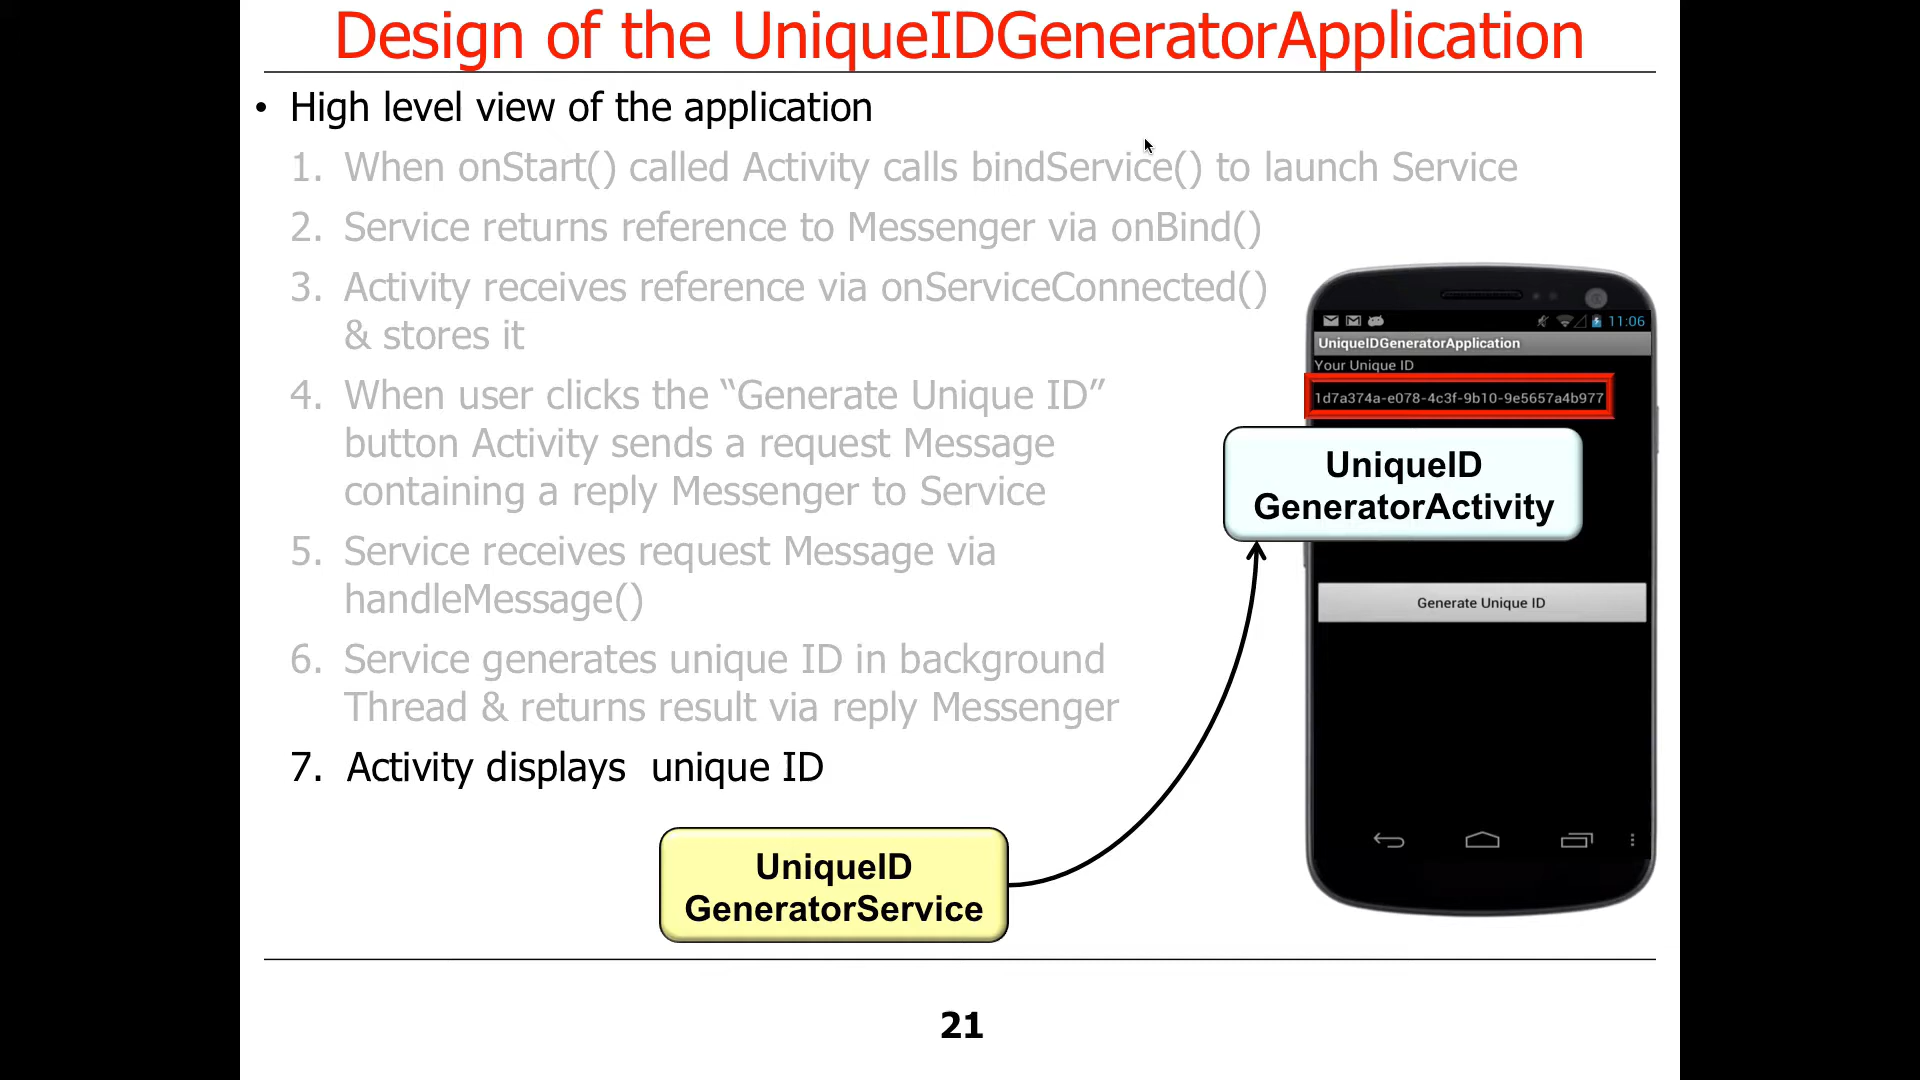 Design of the UniqueIDGeneratorApplication
• High level view of the application
1. When onStart() called Activity calls bindService() to launch Service
2. Service returns reference to Messenger via onBind()
3. Activity receives reference via onServiceConnected()
& stores it
4. When user clicks the “Generate Unique ID”
button Activity sends a request Message
containing a reply Messenger to Service
5. Service receives request Message via
handleMessage()
6. Service generates unique ID in background
Thread & returns result via reply Messenger
7. Activity displays  unique ID
11:06
UniqueIDGeneratorApplication
Your Unique ID
1d7a374a-e078-4c3f-9b10-9e5657a4b977
UniqueID
GeneratorActivity
Generate Unique ID
UniqueID
GeneratorService
21